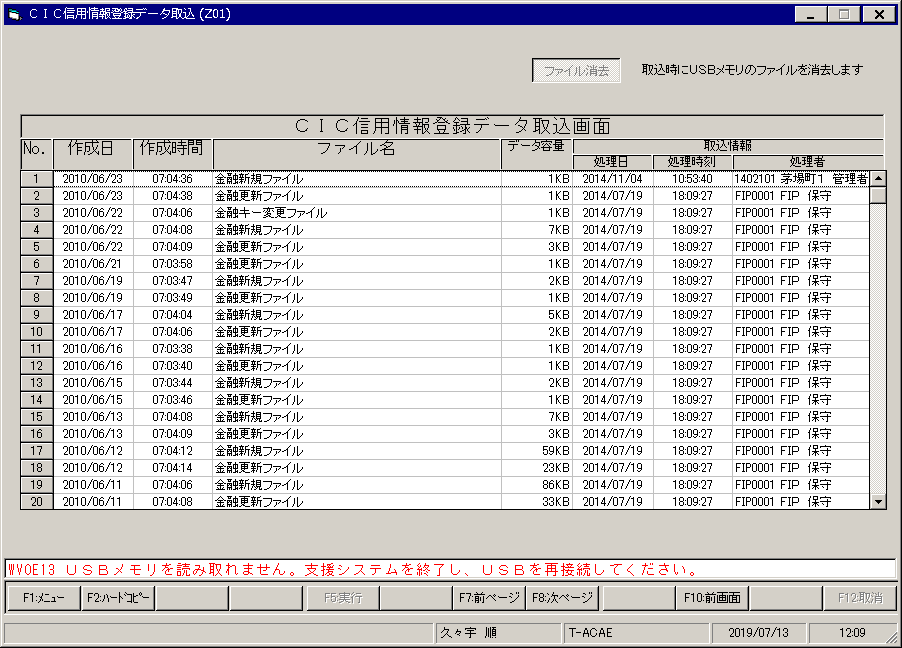 ＣＩＣ信用情報登録データ取込 (Z01)
ファイル消去 取込時にUSBメモリのファイルを消去します
ＣＩＣ信用情報登録データ取込画面
No. 作成日 作成時間 ファイル名 データ容量 取込情報
処理日 処理時刻 処理者
1 2010/06/23 07:04:36 金融新規ファイル 1KB 2014/11/04 10:53:40 1402101 茅場町1 管理者
2 2010/06/23 07:04:38 金融更新ファイル 1KB 2014/07/19 18:09:27 FIP0001 FIP 保守
3 2010/06/22 07:04:06 金融キー変更ファイル 1KB 2014/07/19 18:09:27 FIP0001 FIP 保守
4 2010/06/22 07:04:08 金融新規ファイル 7KB 2014/07/19 18:09:27 FIP0001 FIP 保守
5 2010/06/22 07:04:09 金融更新ファイル 3KB 2014/07/19 18:09:27 FIP0001 FIP 保守
6 2010/06/21 07:03:58 金融更新ファイル 1KB 2014/07/19 18:09:27 FIP0001 FIP 保守
7 2010/06/19 07:03:47 金融新規ファイル 2KB 2014/07/19 18:09:27 FIP0001 FIP 保守
8 2010/06/19 07:03:49 金融更新ファイル 1KB 2014/07/19 18:09:27 FIP0001 FIP 保守
9 2010/06/17 07:04:04 金融新規ファイル 5KB 2014/07/19 18:09:27 FIP0001 FIP 保守
10 2010/06/17 07:04:06 金融更新ファイル 2KB 2014/07/19 18:09:27 FIP0001 FIP 保守
11 2010/06/16 07:03:38 金融新規ファイル 1KB 2014/07/19 18:09:27 FIP0001 FIP 保守
12 2010/06/16 07:03:40 金融更新ファイル 1KB 2014/07/19 18:09:27 FIP0001 FIP 保守
13 2010/06/15 07:03:44 金融新規ファイル 2KB 2014/07/19 18:09:27 FIP0001 FIP 保守
14 2010/06/15 07:03:46 金融更新ファイル 1KB 2014/07/19 18:09:27 FIP0001 FIP 保守
15 2010/06/13 07:04:08 金融新規ファイル 7KB 2014/07/19 18:09:27 FIP0001 FIP 保守
16 2010/06/13 07:04:09 金融更新ファイル 3KB 2014/07/19 18:09:27 FIP0001 FIP 保守
17 2010/06/12 07:04:12 金融新規ファイル 59KB 2014/07/19 18:09:27 FIP0001 FIP 保守
18 2010/06/12 07:04:14 金融更新ファイル 23KB 2014/07/19 18:09:27 FIP0001 FIP 保守
19 2010/06/11 07:04:06 金融新規ファイル 86KB 2014/07/19 18:09:27 FIP0001 FIP 保守
20 2010/06/11 07:04:08 金融更新ファイル 33KB 2014/07/19 18:09:27 FIP0001 FIP 保守
WVOE13 ＵＳＢメモリを読み取れません。支援システムを終了し、ＵＳＢを再接続してください。
F1:ﾒﾆｭｰ F2:ﾊｰﾄﾞｺﾋﾟｰ F5:実行 F7:前ページ F8:次ページ F10:前画面 F12:取消
久々宇 順 T-ACAE 2019/07/13 12:09